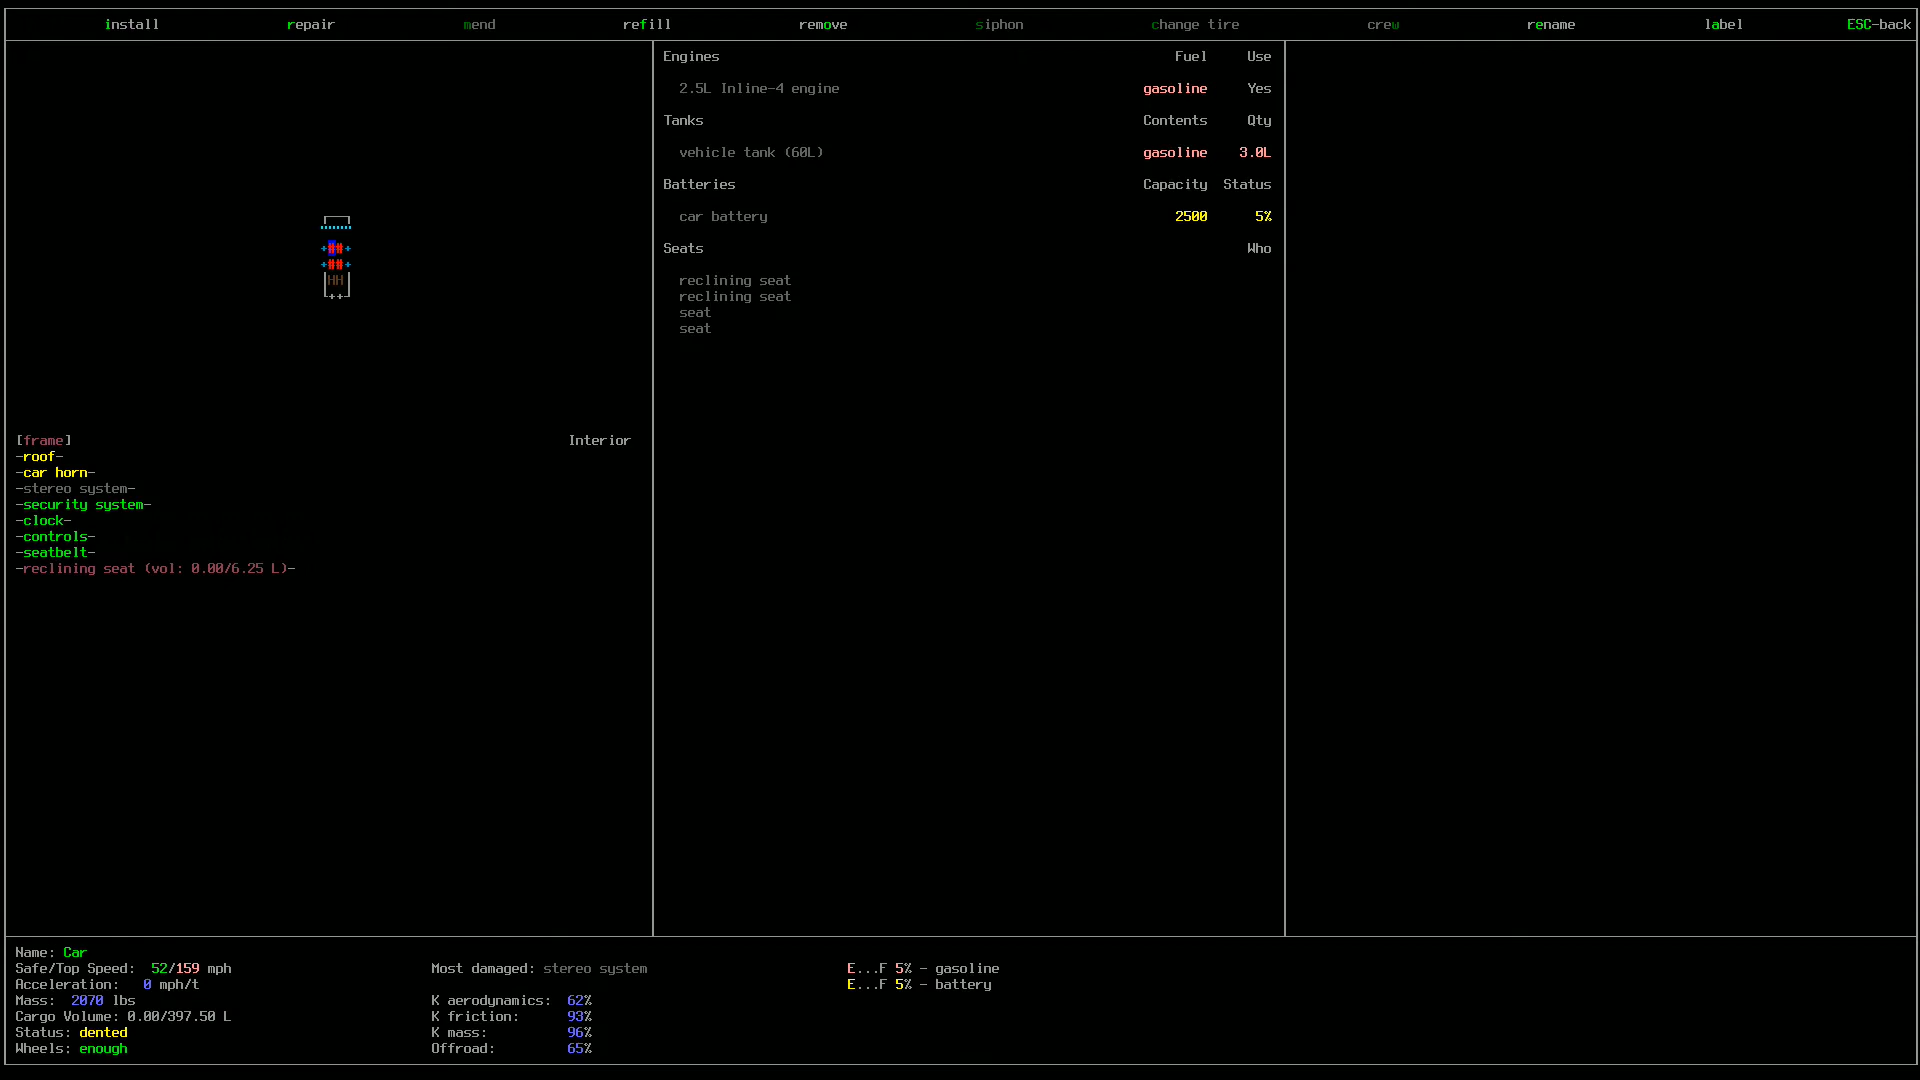 install repair mend refill remove siphon change tire crew rename label ESC-back
Engines Fuel Use
2.5L Inline-4 engine gasoline Yes
Tanks Contents Qty
vehicle tank (60L) gasoline 3.0L
Batteries Capacity Status
car battery 2500 5%
Seats Who
reclining seat
reclining seat
seat
seat
+##+
+##+
HH
++
[frame] Interior
-roof-
-car horn-
-stereo system-
-security system-
-clock-
-controls-
-seatbelt-
-reclining seat (vol: 0.00/6.25 L)-
Name: Car
Safe/Top Speed: 52/159 mph Most damaged: stereo system E...F 5% - gasoline
Acceleration: 0 mph/t E...F 5% - battery
Mass: 2070 lbs K aerodynamics: 62%
Cargo Volume: 0.00/397.50 L K friction: 93%
Status: dented K mass: 96%
Wheels: enough Offroad: 65%